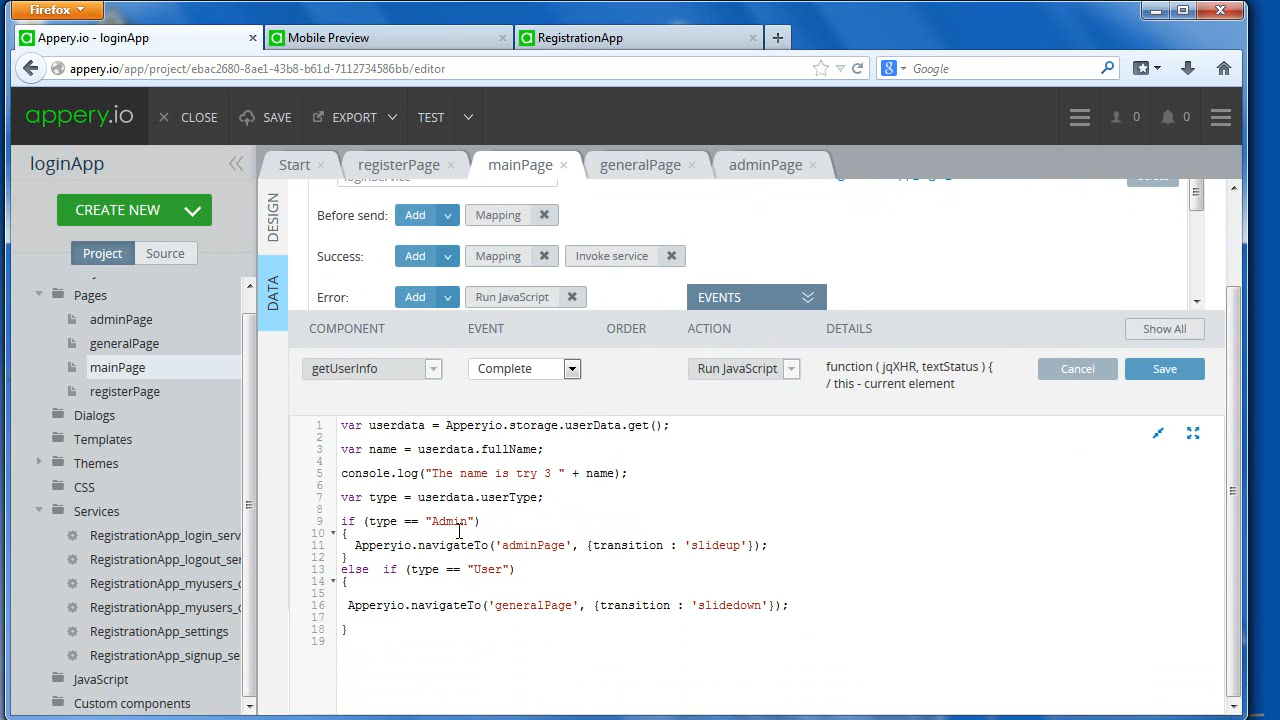 Firefox
Appery.io - loginApp
Mobile Preview
RegistrationApp
appery.io/app/project/ebac2680-8ae1-43b8-b61d-7112734586bb/editor
Google
appery.io
CLOSE
SAVE
EXPORT
TEST
0
0
loginApp
Start
registerPage
mainPage
generalPage
adminPage
CREATE NEW
Project
Source
Pages
adminPage
generalPage
mainPage
registerPage
Dialogs
Templates
Themes
CSS
Services
RegistrationApp_login_serv
RegistrationApp_logout_se
RegistrationApp_myusers_
RegistrationApp_myusers_
RegistrationApp_settings
RegistrationApp_signup_se
JavaScript
Custom components
DESIGN
DATA
Before send:
Add
Mapping
Success:
Add
Mapping
Invoke service
Error:
Add
Run JavaScript
EVENTS
COMPONENT
EVENT
ORDER
ACTION
DETAILS
Show All
getUserInfo
Complete
Run JavaScript
function ( jqXHR, textStatus ) {
/ this - current element
Cancel
Save
1 var userdata = Apperyio.storage.userData.get();
2
3 var name = userdata.fullName;
4
5 console.log("The name is try 3 " + name);
6
7 var type = userdata.userType;
8
9 if (type == "Admin")
10 {
11 Apperyio.navigateTo('adminPage', {transition : 'slideup'});
12 }
13 else  if (type == "User")
14 {
15
16 Apperyio.navigateTo('generalPage', {transition : 'slidedown'});
17
18 }
19